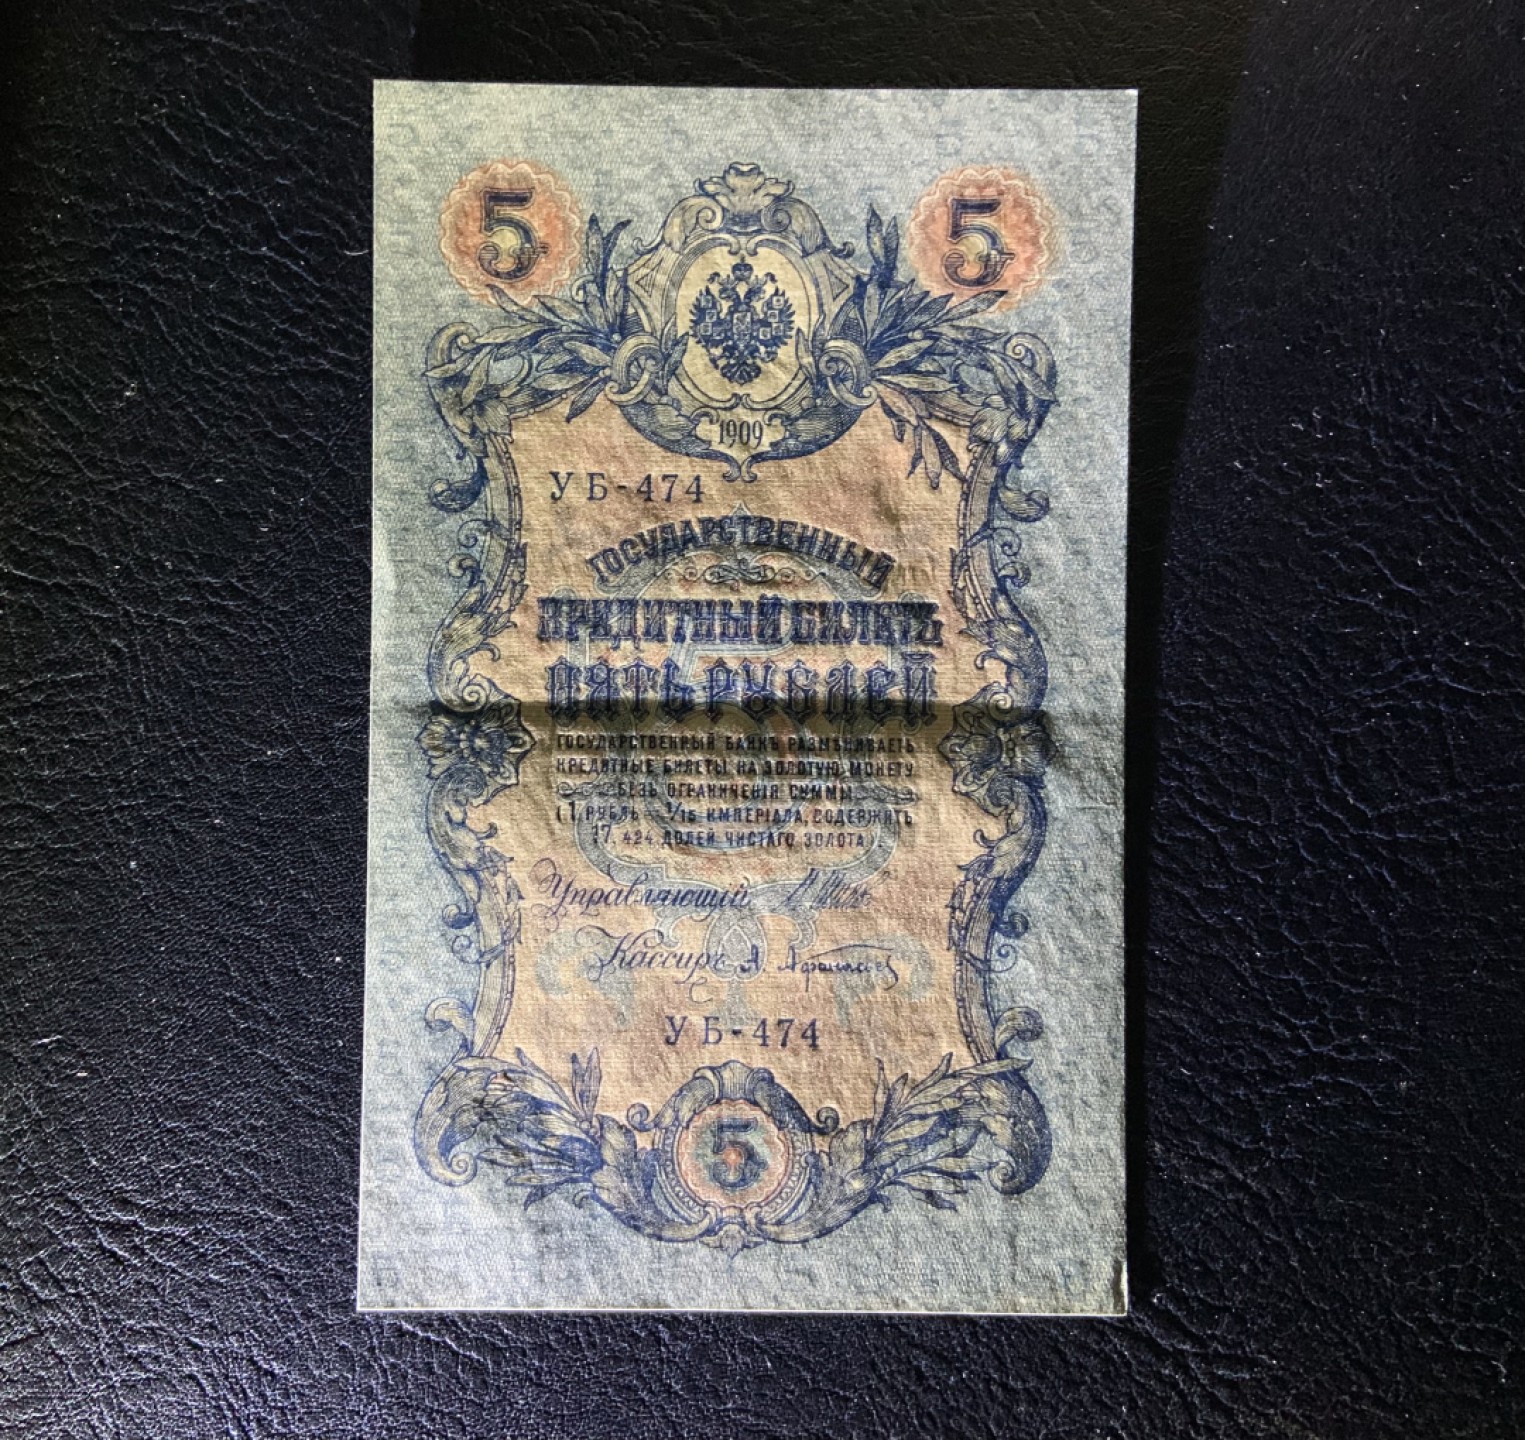 5 5
1909
УБ-474
ГОСУДАРСТВЕННЫЙ
КРЕДИТНЫЙ БИЛЕТЪ
ПЯТЬ РУБЛЕЙ
ГОСУДАРСТВЕННЫЙ БАНКЪ РАЗМѢНИВАЕТЪ
КРЕДИТНЫЕ БИЛЕТЫ НА ЗОЛОТУЮ МОНЕТУ
БЕЗЪ ОГРАНИЧЕНІЯ СУММЫ
(1 РУБЛЬ = 1/15 ИМПЕРІАЛА, СОДЕРЖИТЪ
17,424 ДОЛЕЙ ЧИСТАГО ЗОЛОТА).
Управляющій
Кассиръ А. Афанасьев
УБ-474
5